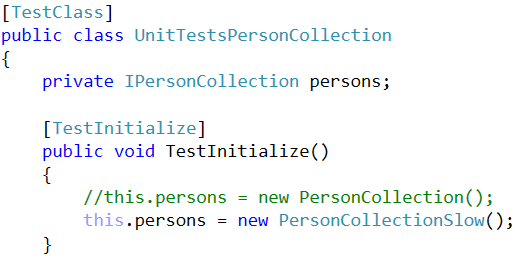 [TestClass]
public class UnitTestsPersonCollection
{
    private IPersonCollection persons;

    [TestInitialize]
    public void TestInitialize()
    {
        //this.persons = new PersonCollection();
        this.persons = new PersonCollectionSlow();
    }